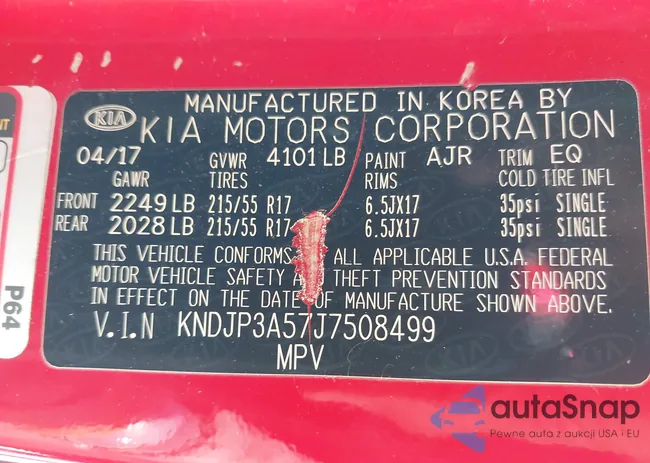 MANUFACTURED IN KOREA BY
KIA KIA MOTORS CORPORATION
04/17 GVWR 4101 LB PAINT AJR TRIM EQ
GAWR TIRES RIMS COLD TIRE INFL
FRONT 2249 LB 215/55 R17 6.5JX17 35psi SINGLE
REAR 2028 LB 215/55 R17 6.5JX17 35psi SINGLE
THIS VEHICLE CONFORMS ALL APPLICABLE U.S.A. FEDERAL
MOTOR VEHICLE SAFETY THEFT PREVENTION STANDARDS
IN EFFECT ON THE DATE OF MANUFACTURE SHOWN ABOVE.
V.I.N KNDJP3A57J7508499
MPV
P64
autaSnap
Pewne auta z aukcji USA i EU